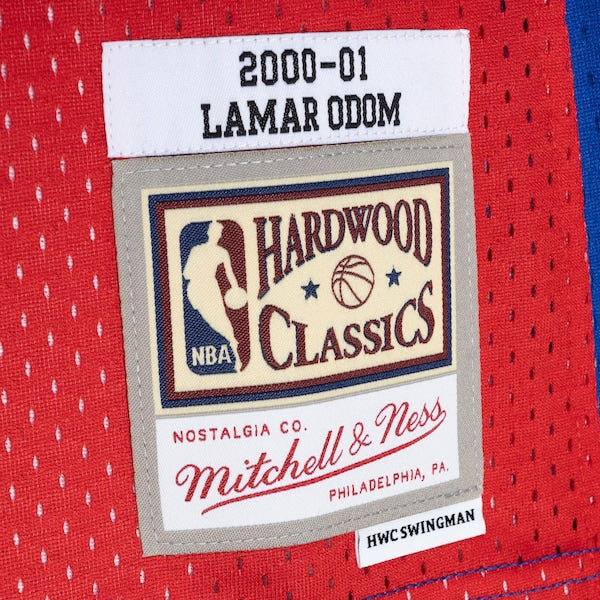 2000-01
LAMAR ODOM
HARDWOOD
CLASSICS
NBA
NOSTALGIA CO.
Mitchell & Ness
PHILADELPHIA, PA.
HWC SWINGMAN